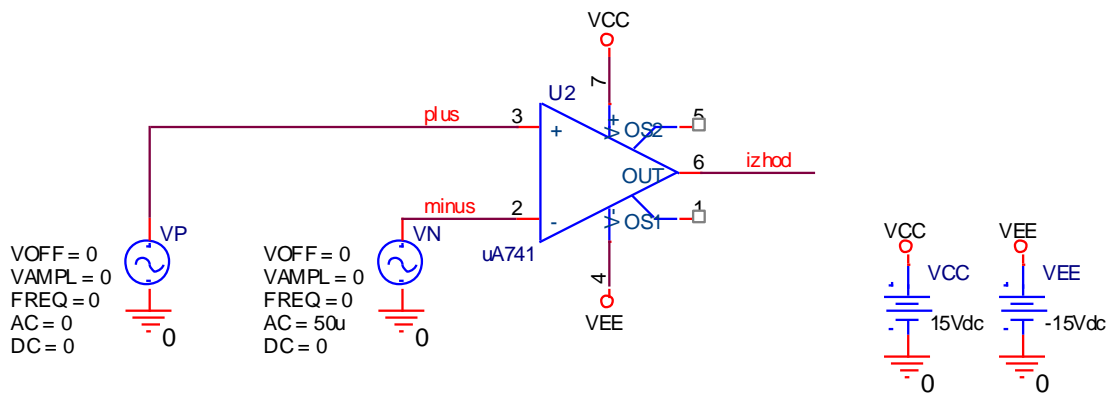 VCC
7
U2
plus
3
+
V+
OS2
5
OUT
6
izhod
minus
2
-
V-
OS1
1
uA741
4
VEE
VP
VOFF = 0
VAMPL = 0
FREQ = 0
AC = 0
DC = 0
0
VN
VOFF = 0
VAMPL = 0
FREQ = 0
AC = 50u
DC = 0
0
VCC
VCC
15Vdc
0
VEE
VEE
-15Vdc
0